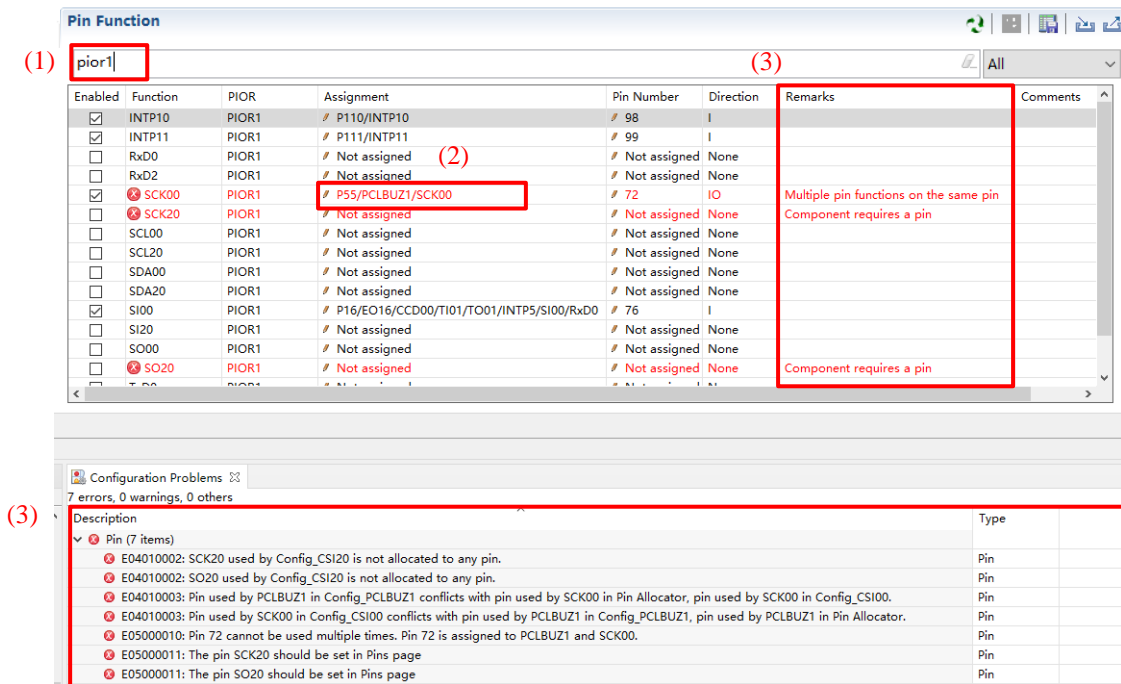 Pin Function
(1)
pior1
(3)
All
Enabled Function PIOR Assignment Pin Number Direction Remarks Comments
INTP10 PIOR1 P110/INTP10 98 I
INTP11 PIOR1 P111/INTP11 99 I
RxD0 PIOR1 Not assigned Not assigned None
(2)
RxD2 PIOR1 Not assigned Not assigned None
SCK00 PIOR1 P55/PCLBUZ1/SCK00 72 IO Multiple pin functions on the same pin
SCK20 PIOR1 Not assigned Not assigned None Component requires a pin
SCL00 PIOR1 Not assigned Not assigned None
SCL20 PIOR1 Not assigned Not assigned None
SDA00 PIOR1 Not assigned Not assigned None
SDA20 PIOR1 Not assigned Not assigned None
SI00 PIOR1 P16/EO16/CCD00/TI01/TO01/INTP5/SI00/RxD0 76 I
SI20 PIOR1 Not assigned Not assigned None
SO00 PIOR1 Not assigned Not assigned None
SO20 PIOR1 Not assigned Not assigned None Component requires a pin
Configuration Problems
7 errors, 0 warnings, 0 others
(3)
Description Type
Pin (7 items)
E04010002: SCK20 used by Config_CSI20 is not allocated to any pin. Pin
E04010002: SO20 used by Config_CSI20 is not allocated to any pin. Pin
E04010003: Pin used by PCLBUZ1 in Config_PCLBUZ1 conflicts with pin used by SCK00 in Pin Allocator, pin used by SCK00 in Config_CSI00. Pin
E04010003: Pin used by SCK00 in Config_CSI00 conflicts with pin used by PCLBUZ1 in Config_PCLBUZ1, pin used by PCLBUZ1 in Pin Allocator. Pin
E05000010: Pin 72 cannot be used multiple times. Pin 72 is assigned to PCLBUZ1 and SCK00. Pin
E05000011: The pin SCK20 should be set in Pins page Pin
E05000011: The pin SO20 should be set in Pins page Pin